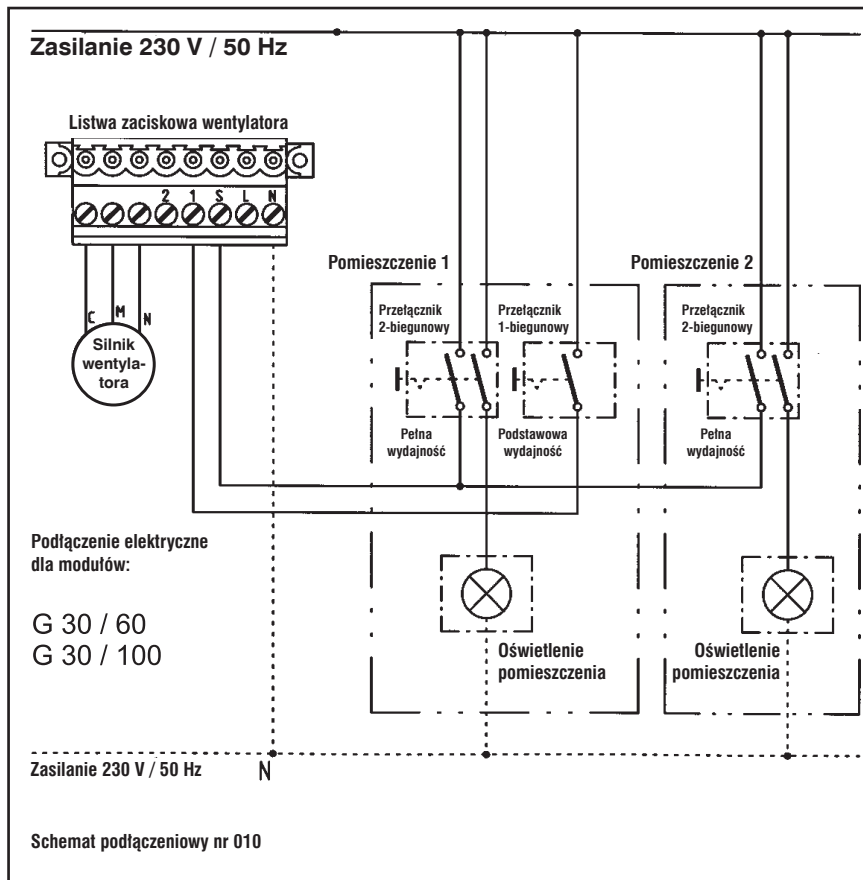 Zasilanie 230 V / 50 Hz
Listwa zaciskowa wentylatora
2 1 S L N
C M N
Silnik
wentyla-
tora
Pomieszczenie 1
Przełącznik
2-biegunowy
Przełącznik
1-biegunowy
Pełna
wydajność
Podstawowa
wydajność
Pomieszczenie 2
Przełącznik
2-biegunowy
Pełna
wydajność
Podłączenie elektryczne
dla modułów:
G 30 / 60
G 30 / 100
Oświetlenie
pomieszczenia
Oświetlenie
pomieszczenia
Zasilanie 230 V / 50 Hz
N
Schemat podłączeniowy nr 010